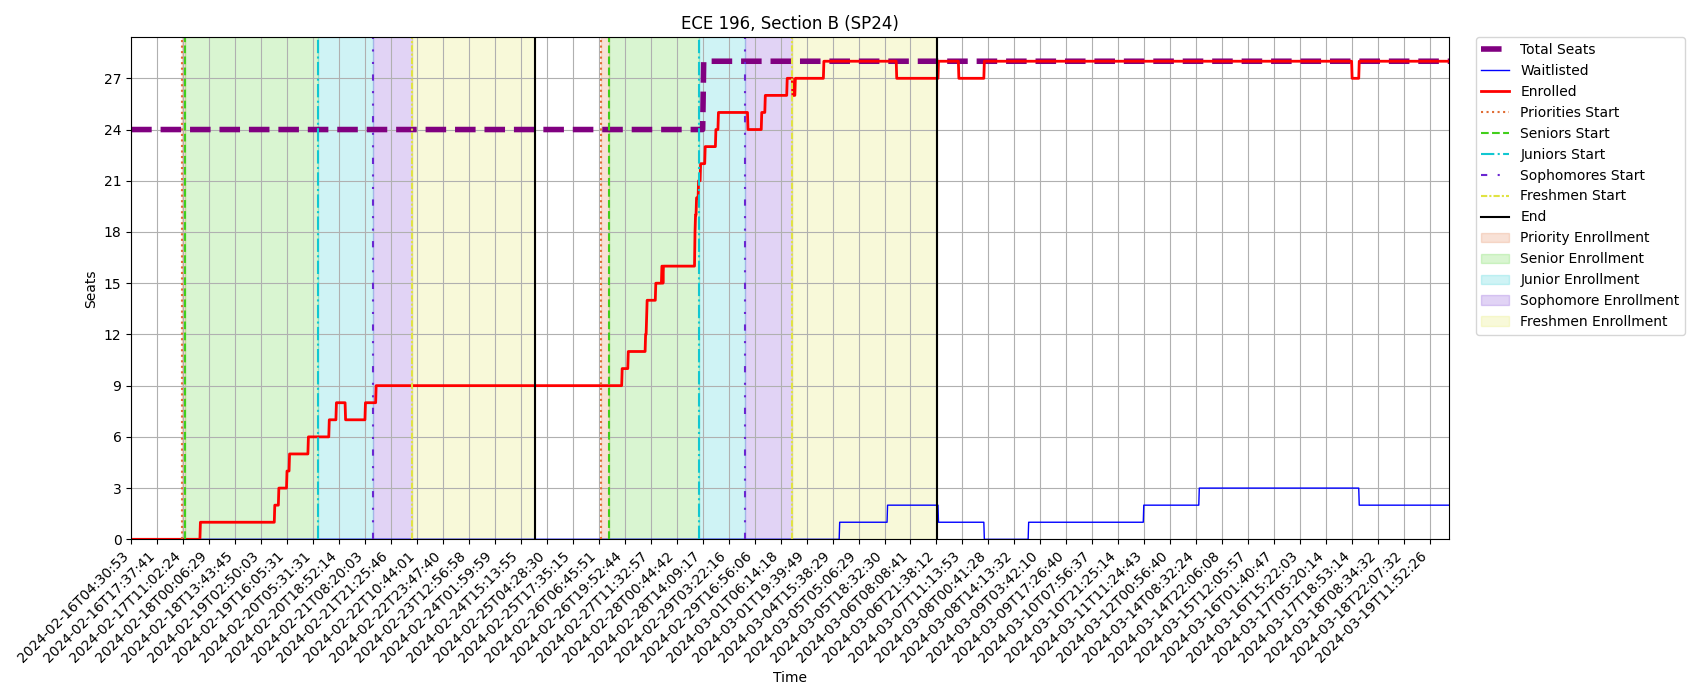 ECE 196, Section B (SP24)
Total Seats
Waitlisted
Enrolled
Priorities Start
Seniors Start
Juniors Start
Sophomores Start
Freshmen Start
End
Priority Enrollment
Senior Enrollment
Junior Enrollment
Sophomore Enrollment
Freshmen Enrollment
Seats
27
24
21
18
15
12
9
6
3
0
2024-02-16T04:30:53
2024-02-16T17:37:41
2024-02-17T11:02:24
2024-02-18T00:06:29
2024-02-18T13:43:45
2024-02-19T02:50:03
2024-02-19T16:05:31
2024-02-20T05:31:31
2024-02-20T18:52:14
2024-02-21T08:20:03
2024-02-21T21:25:46
2024-02-22T10:44:01
2024-02-22T23:47:40
2024-02-23T12:56:58
2024-02-24T01:59:59
2024-02-24T15:13:55
2024-02-25T04:28:30
2024-02-25T17:35:15
2024-02-26T06:45:51
2024-02-26T19:52:44
2024-02-27T11:32:57
2024-02-28T00:44:42
2024-02-28T14:09:17
2024-02-29T03:22:16
2024-02-29T16:56:06
2024-03-01T06:14:18
2024-03-01T19:39:49
2024-03-04T15:38:29
2024-03-05T05:06:29
2024-03-05T18:32:30
2024-03-06T08:08:41
2024-03-06T21:38:12
2024-03-07T11:13:53
2024-03-08T00:41:28
2024-03-08T14:13:32
2024-03-09T03:42:10
2024-03-09T17:26:40
2024-03-10T07:56:37
2024-03-10T21:25:14
2024-03-11T11:24:43
2024-03-12T00:56:40
2024-03-14T08:32:24
2024-03-14T22:06:08
2024-03-15T12:05:57
2024-03-16T01:40:47
2024-03-16T15:22:03
2024-03-17T05:20:14
2024-03-17T18:53:14
2024-03-18T08:34:32
2024-03-18T22:07:32
2024-03-19T11:52:26
Time